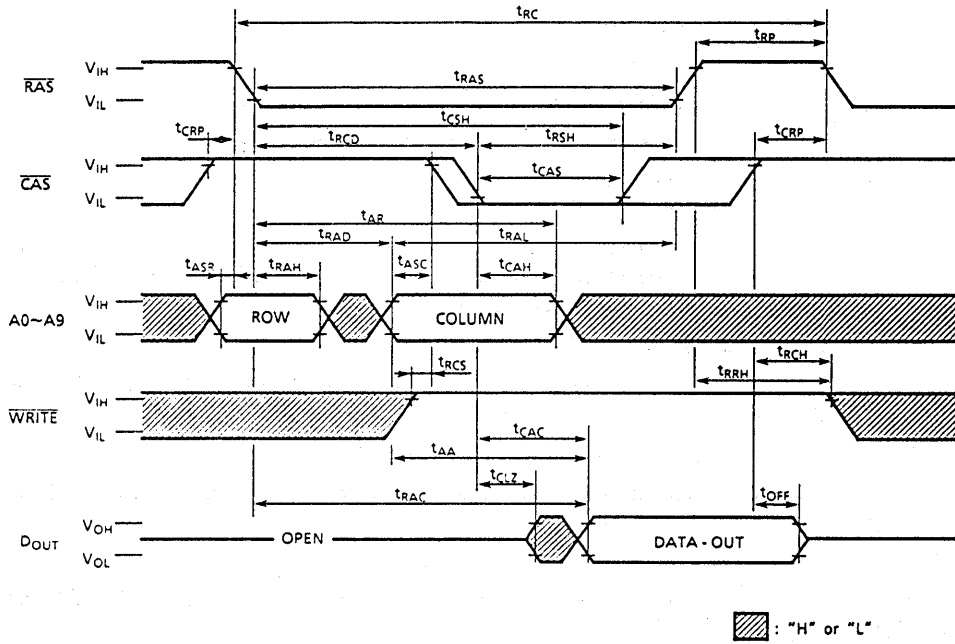 tRC
tRP
RAS VIH
tRAS
VIL
tCSH
tCRP tRCD tRSH tCRP
CAS VIH
tCAS
VIL
tAR
tRAD tRAL
tASR tRAH tASC tCAH
A0~A9 VIH
ROW COLUMN
VIL
tRCH
tRCS tRRH
WRITE VIH
VIL
tCAC
tAA
tCLZ
tRAC tOFF
DOUT VOH
OPEN DATA-OUT
VOL
: "H" or "L"